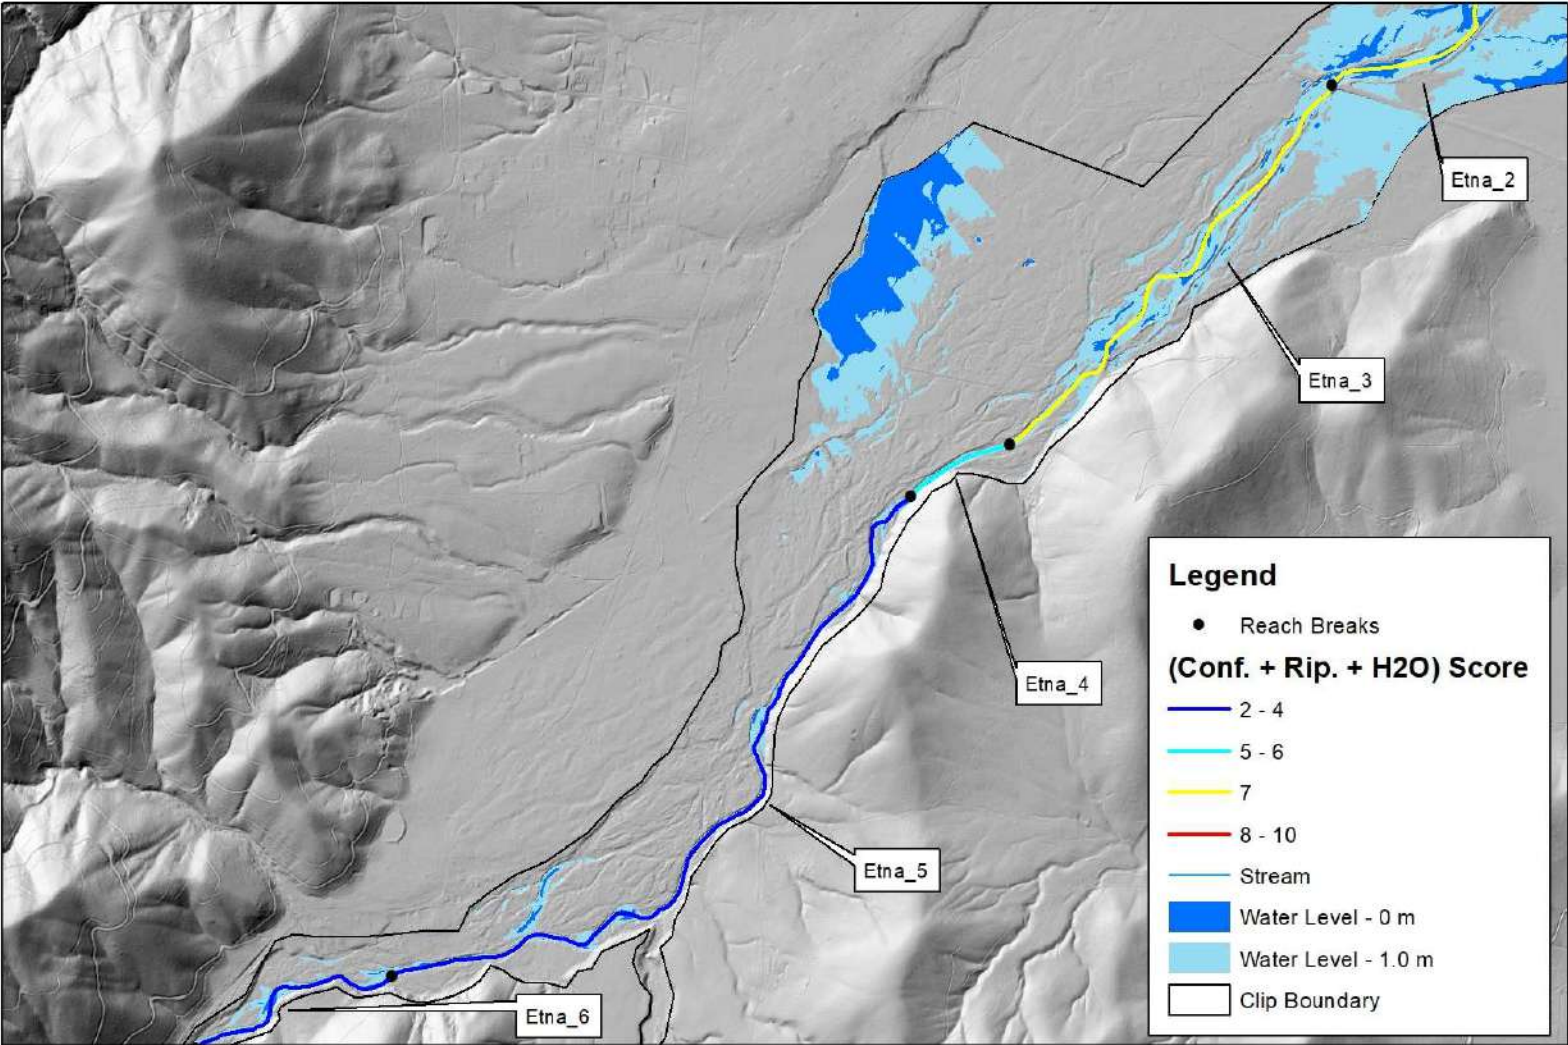 Etna_2
Etna_3
Etna_4
Etna_5
Etna_6
Legend
Reach Breaks
(Conf. + Rip. + H2O) Score
2 - 4
5 - 6
7
8 - 10
Stream
Water Level - 0 m
Water Level - 1.0 m
Clip Boundary